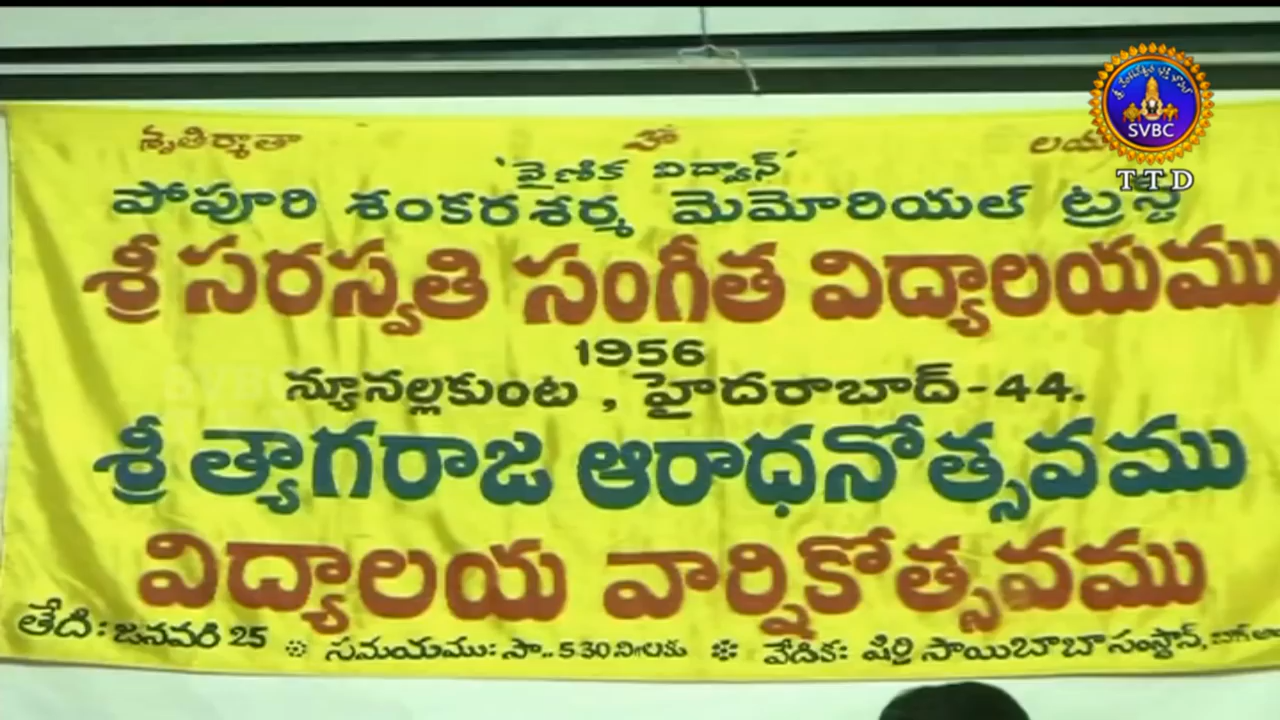 శృతిర్మాతా ఓం లయ
'వైణిక విద్వాన్'
పోపూరి శంకరశర్మ మెమోరియల్ ట్రస్ట్
శ్రీ సరస్వతి సంగీత విద్యాలయము
1956
న్యూనల్లకుంట , హైదరాబాద్-44.
శ్రీ త్యాగరాజ ఆరాధనోత్సవము
విద్యాలయ వార్షికోత్సవము
తేది: జనవరి 25 ※ సమయము: సా.. 5.30 ని॥లకు ※ వేదిక: షిర్డి సాయిబాబా సంస్థాన్,
SVBC
TTD